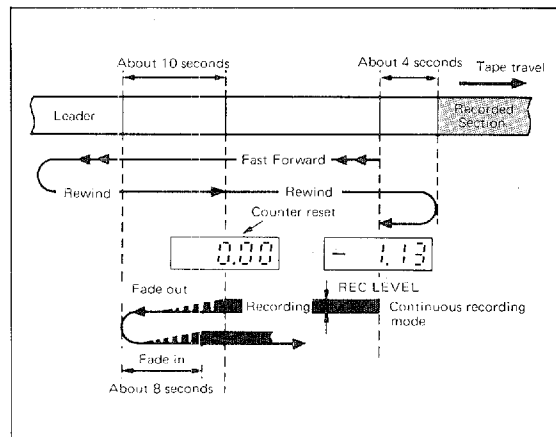 About 10 seconds
About 4 seconds
Tape travel
Leader
Recorded
Section
Fast Forward
Rewind
Rewind
Counter reset
0.00
- 1.13
Fade out
Recording
REC LEVEL
Continuous recording
mode
Fade in
About 8 seconds